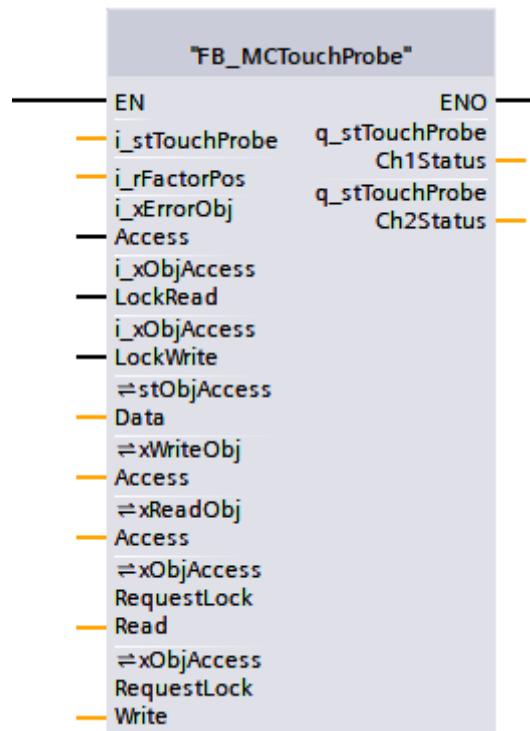 "FB_MCTouchProbe"
EN ENO
i_stTouchProbe q_stTouchProbe
Ch1Status
i_rFactorPos q_stTouchProbe
i_xErrorObj Ch2Status
Access
i_xObjAccess
LockRead
i_xObjAccess
LockWrite
⇌stObjAccess
Data
⇌xWriteObj
Access
⇌xReadObj
Access
⇌xObjAccess
RequestLock
Read
⇌xObjAccess
RequestLock
Write